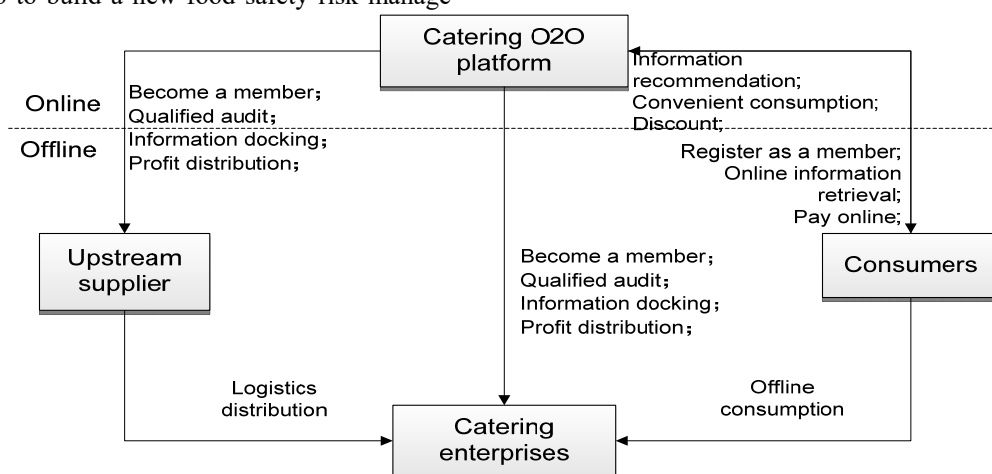 to build a new food safety risk manage
Catering O2O
platform
Information
recommendation;
Convenient consumption;
Discount;
Online
Offline
Become a member;
Qualified audit;
Information docking;
Profit distribution;
Register as a member;
Online information
retrieval;
Pay online;
Upstream
supplier
Become a member;
Qualified audit;
Information docking;
Profit distribution;
Consumers
Logistics
distribution
Offline
consumption
Catering
enterprises